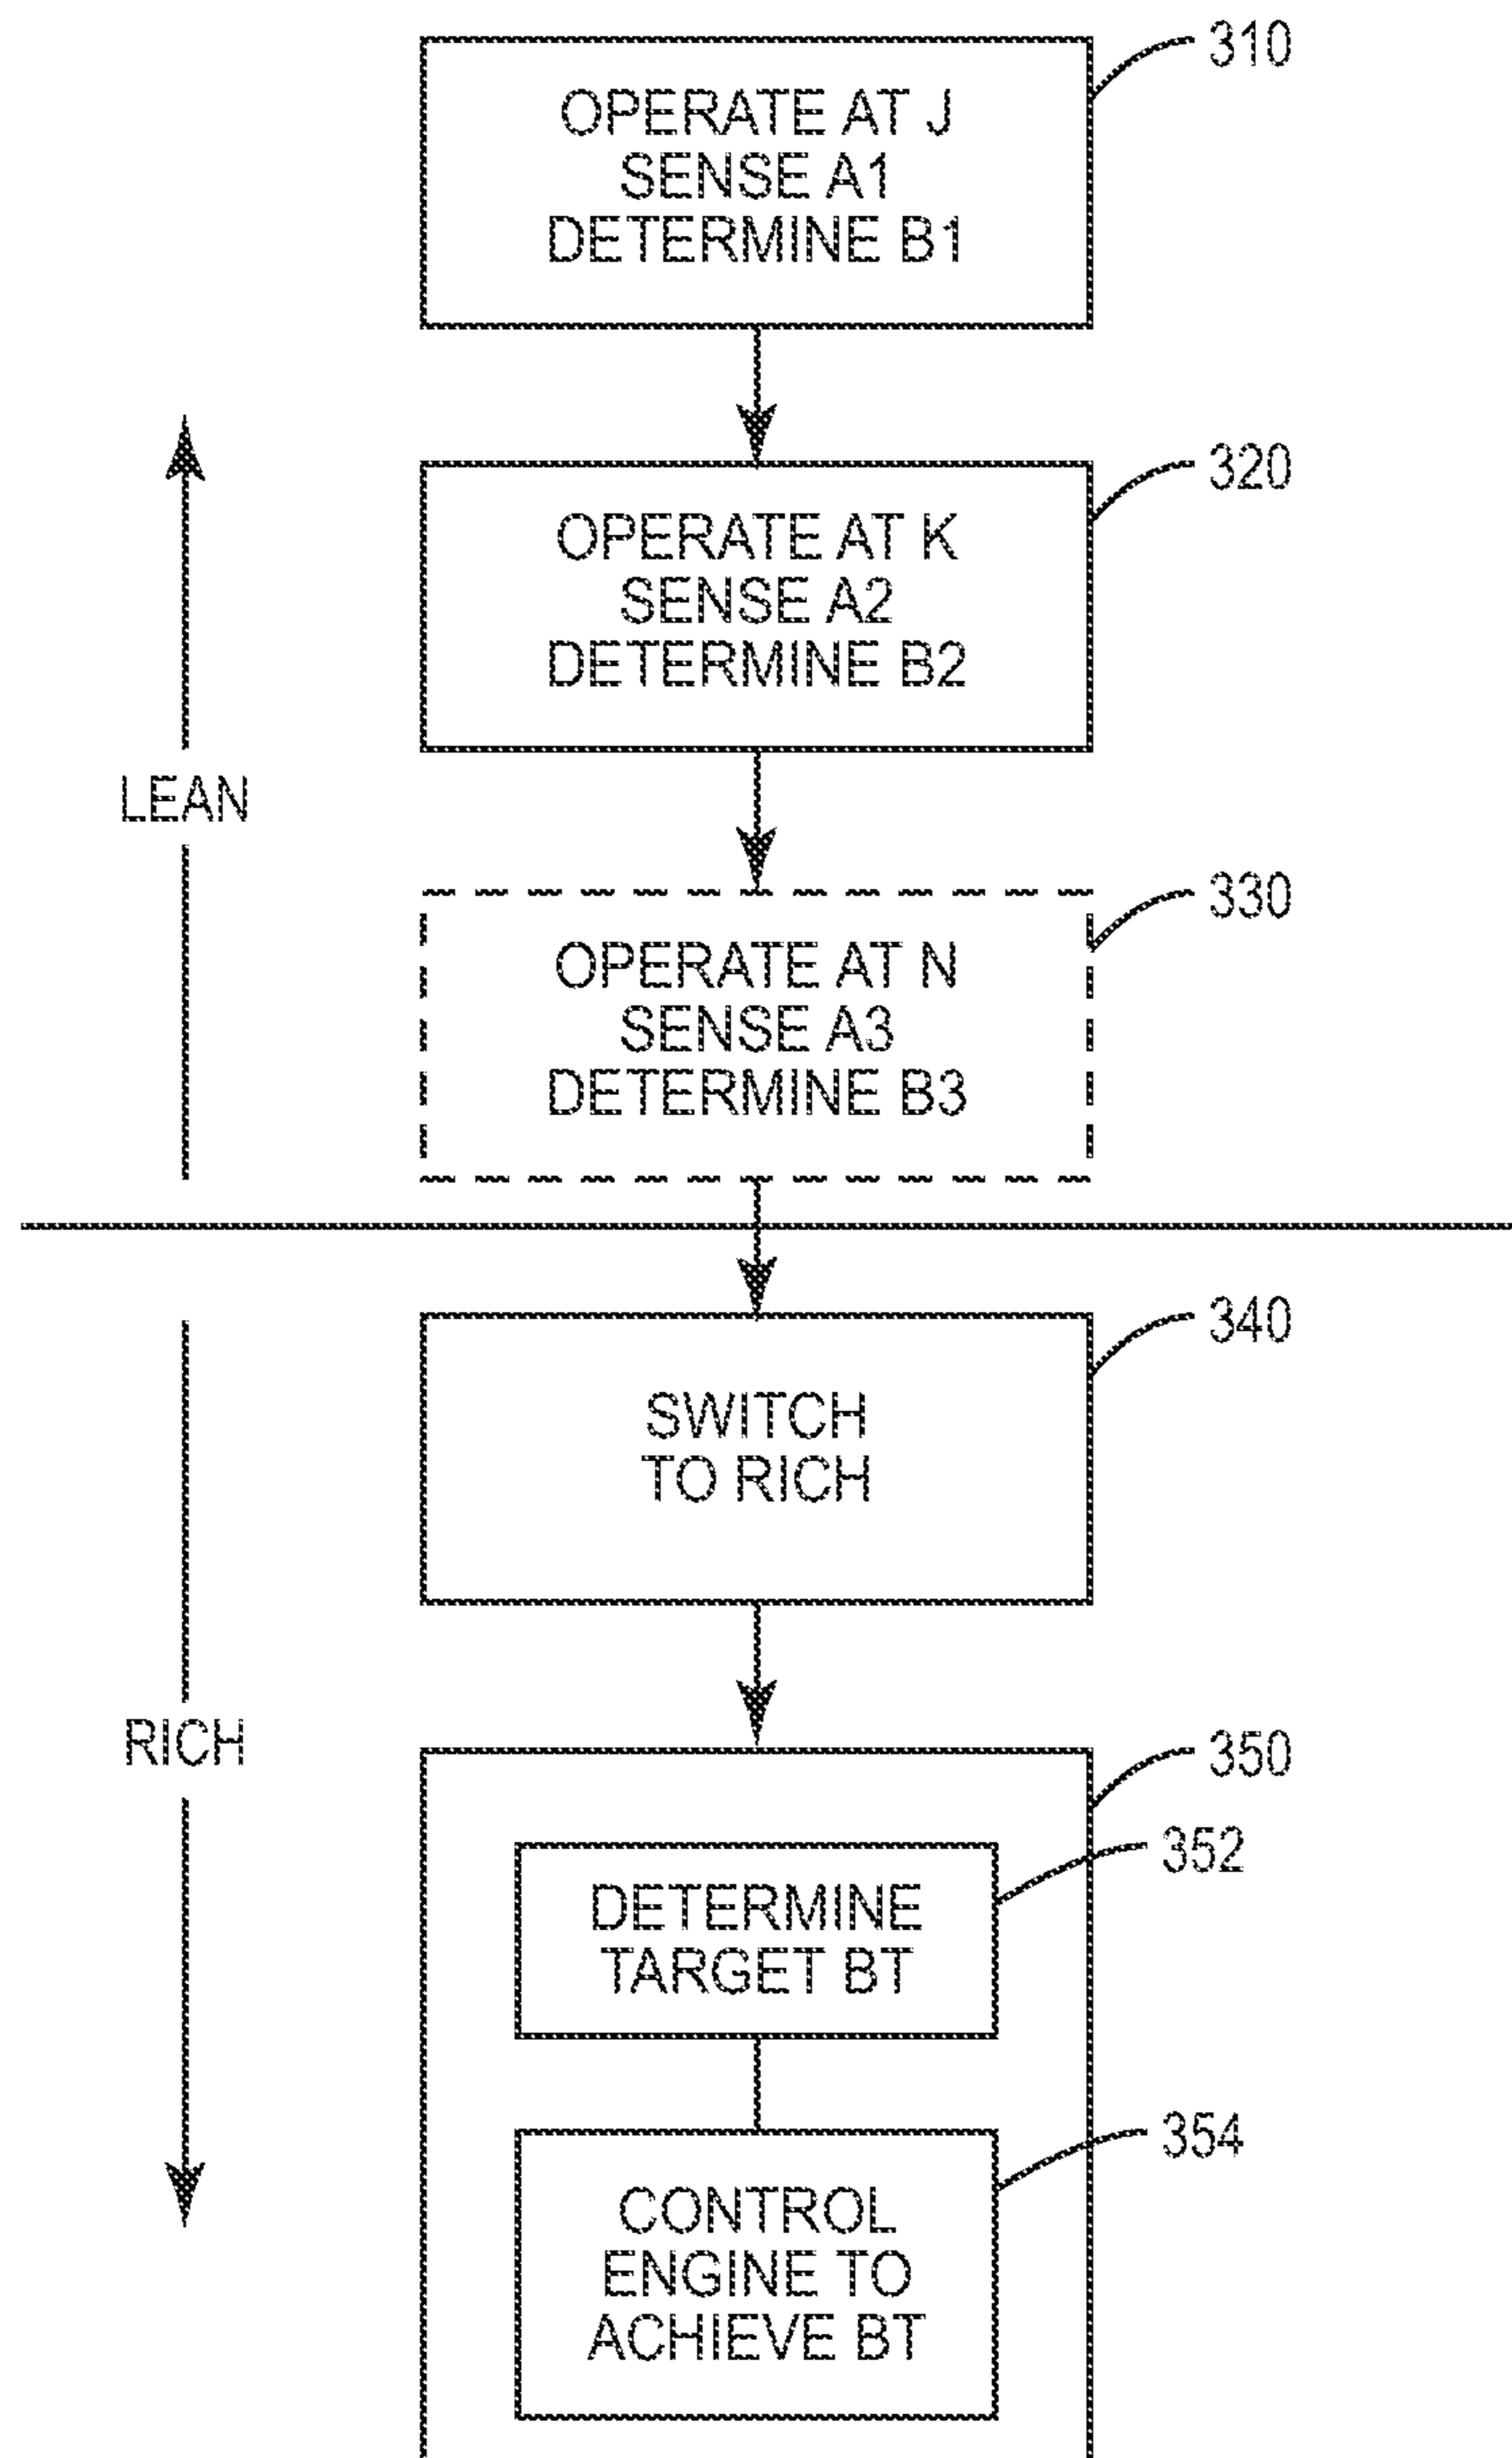 310
OPERATE AT J
SENSE A1
DETERMINE B1
320
OPERATE AT K
SENSE A2
DETERMINE B2
LEAN
330
OPERATE AT N
SENSE A3
DETERMINE B3
340
SWITCH
TO RICH
RICH
350
352
DETERMINE
TARGET BT
354
CONTROL
ENGINE TO
ACHIEVE BT